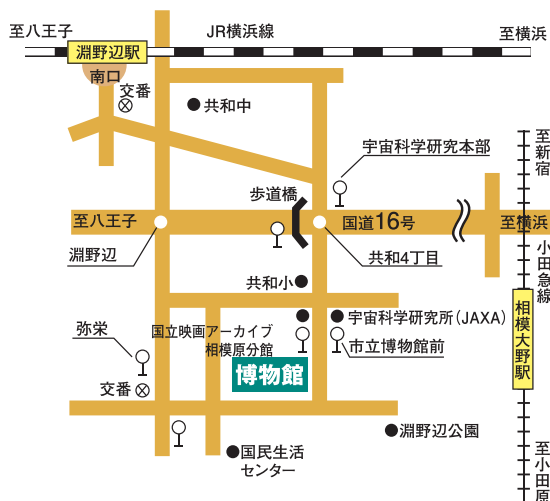 至八王子
JR横浜線
至横浜
淵野辺駅
南口
交番
共和中
至新宿
宇宙科学研究本部
歩道橋
至八王子
国道16号
至横浜
淵野辺
共和4丁目
小田急線
共和小
宇宙科学研究所(JAXA)
弥栄
国立映画アーカイブ
相模原分館
市立博物館前
相模大野駅
博物館
交番
淵野辺公園
国民生活
センター
至小田原